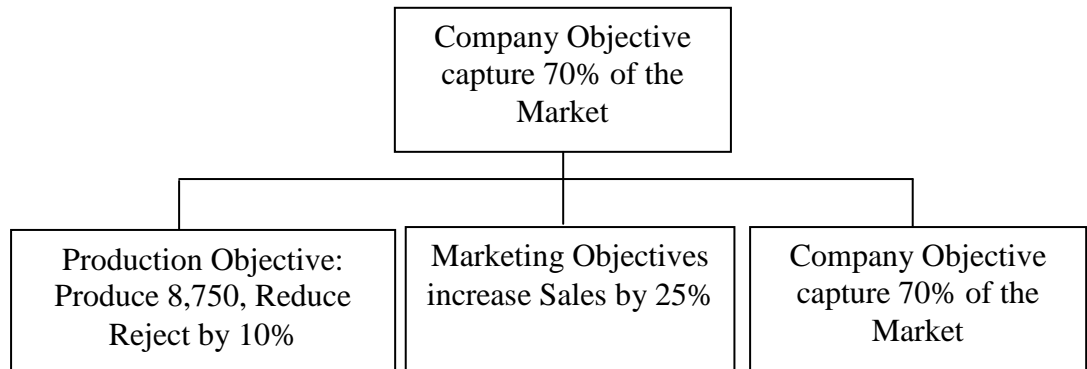 Company Objective
capture 70% of the
Market
Production Objective:
Produce 8,750, Reduce
Reject by 10%
Marketing Objectives
increase Sales by 25%
Company Objective
capture 70% of the
Market